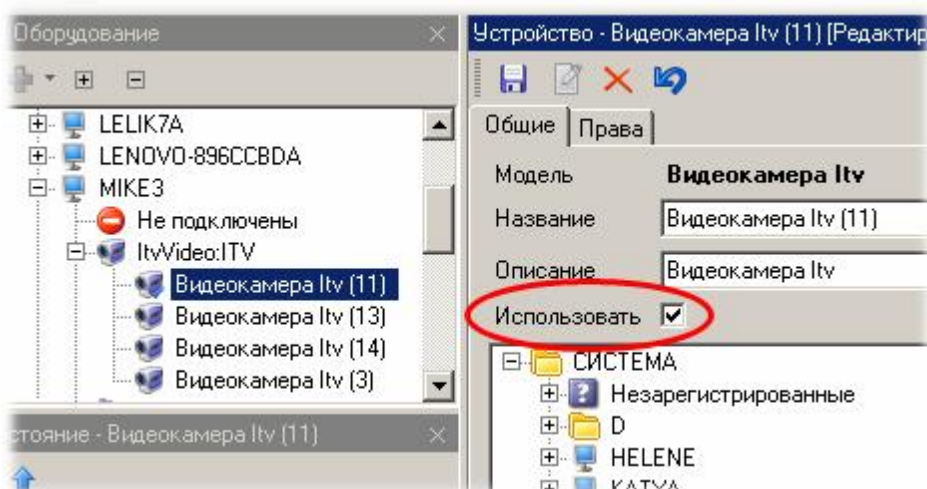 Оборудование
LELIK7A
LENOVO-896CCBDA
MIKE3
Не подключены
ItvVideo:ITV
Видеокамера Itv (11)
Видеокамера Itv (13)
Видеокамера Itv (14)
Видеокамера Itv (3)
стояние - Видеокамера Itv (11)
Устройство - Видеокамера Itv (11) [Редактир
Общие
Права
Модель Видеокамера Itv
Название Видеокамера Itv (11)
Описание Видеокамера Itv
Использовать
СИСТЕМА
Незарегистрированные
D
HELENE
KATYA